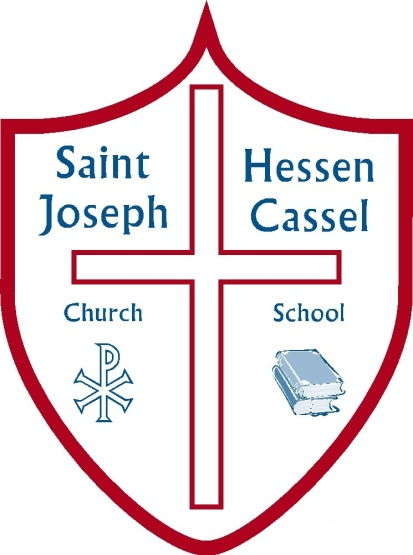 Saint
Joseph
Hessen
Cassel
Church
School